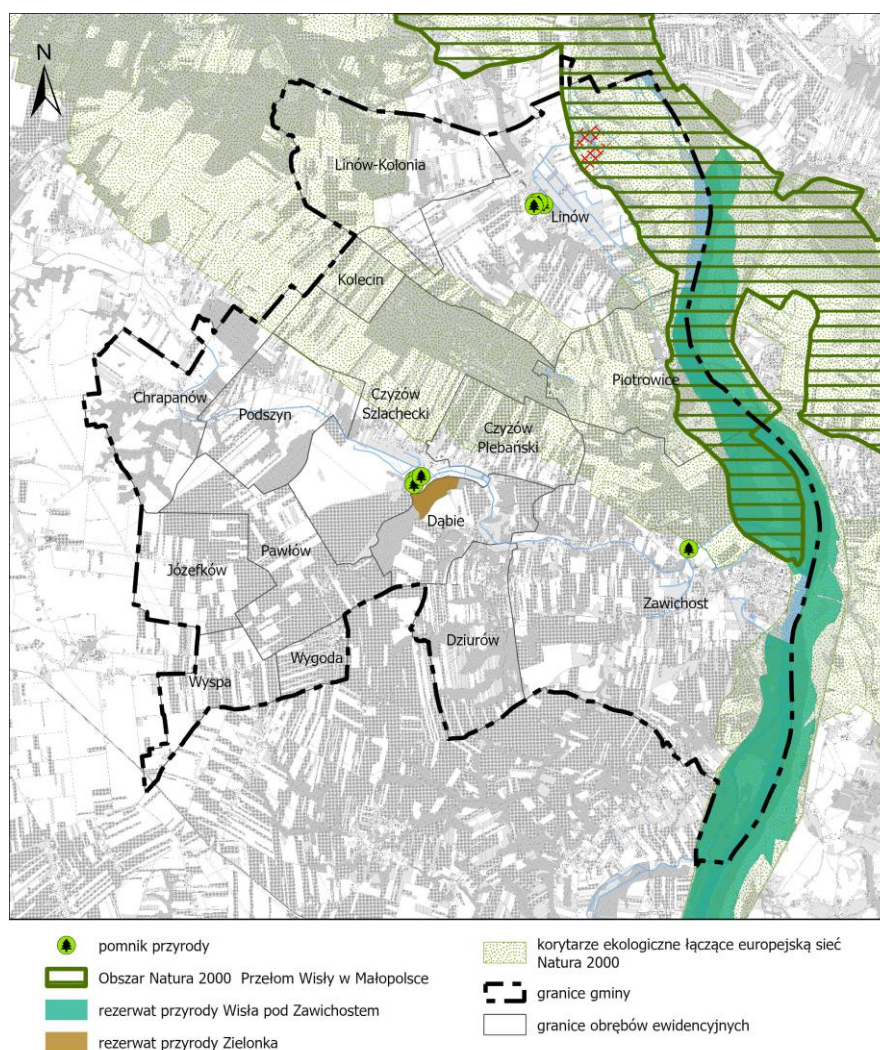 N
Linów-Kolonia
Linów
Kolecin
Piotrowice
Chrapanów
Podszyn
Czyżów
Szlachecki
Czyżów
Plebański
Dąbie
Pawłów
Józefków
Zawichost
Dziurów
Wygoda
Wyspa
pomnik przyrody
Obszar Natura 2000 Przełom Wisły w Małopolsce
rezerwat przyrody Wisła pod Zawichostem
rezerwat przyrody Zielonka
korytarze ekologiczne łączące europejską sieć
Natura 2000
granice gminy
granice obrębów ewidencyjnych